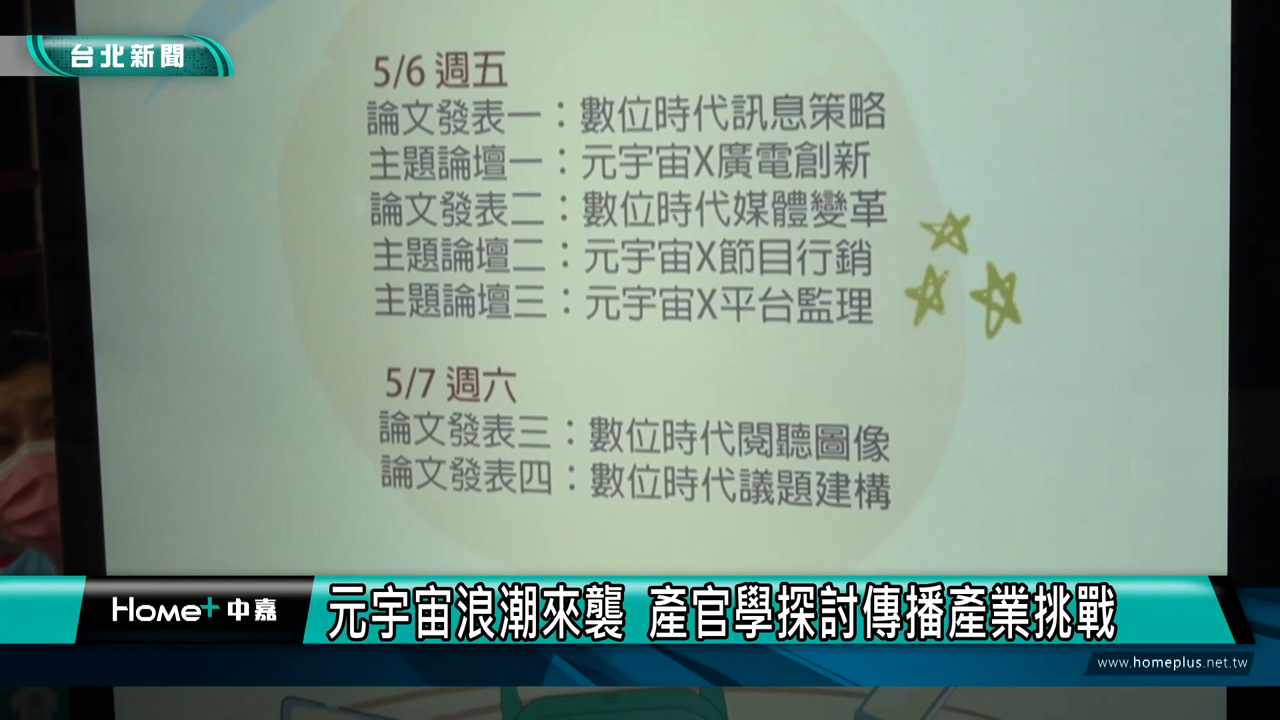 台北新聞
5/6 週五
論文發表一：數位時代訊息策略
主題論壇一：元宇宙X廣電創新
論文發表二：數位時代媒體變革
主題論壇二：元宇宙X節目行銷
主題論壇三：元宇宙X平台監理
5/7 週六
論文發表三：數位時代閱聽圖像
論文發表四：數位時代議題建構
Home+ 中嘉
元宇宙浪潮來襲 產官學探討傳播產業挑戰
www.homeplus.net.tw